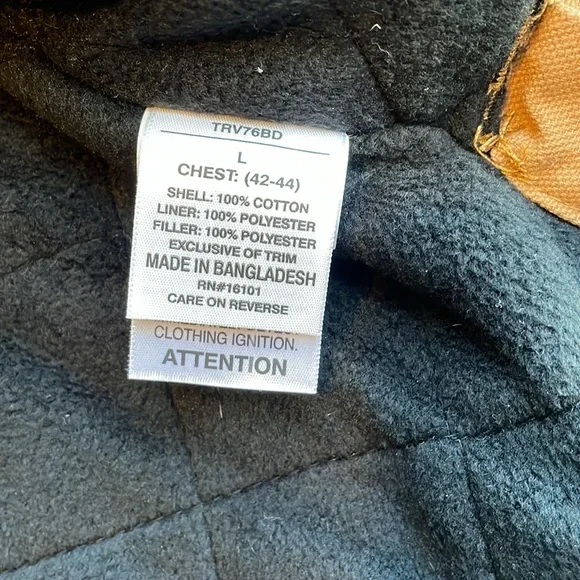 TRV76BD
L
CHEST: (42-44)
SHELL: 100% COTTON
LINER: 100% POLYESTER
FILLER: 100% POLYESTER
EXCLUSIVE OF TRIM
MADE IN BANGLADESH
RN#16101
CARE ON REVERSE
CLOTHING IGNITION.
ATTENTION